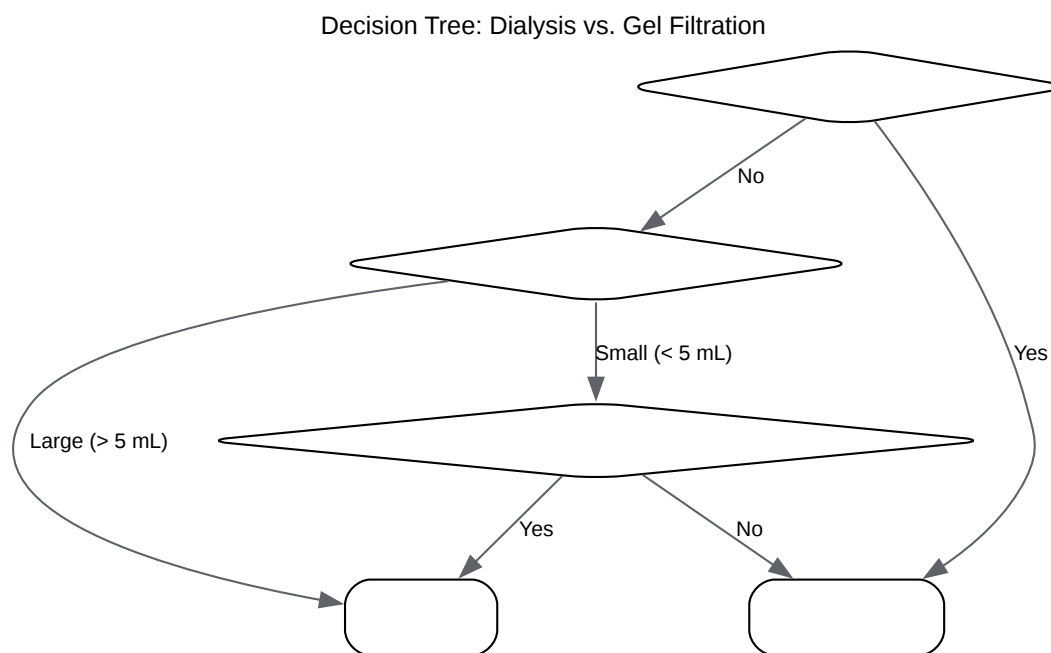 Decision Tree: Dialysis vs. Gel Filtration
No
Small (< 5 mL)
Yes
Large (> 5 mL)
Yes
No